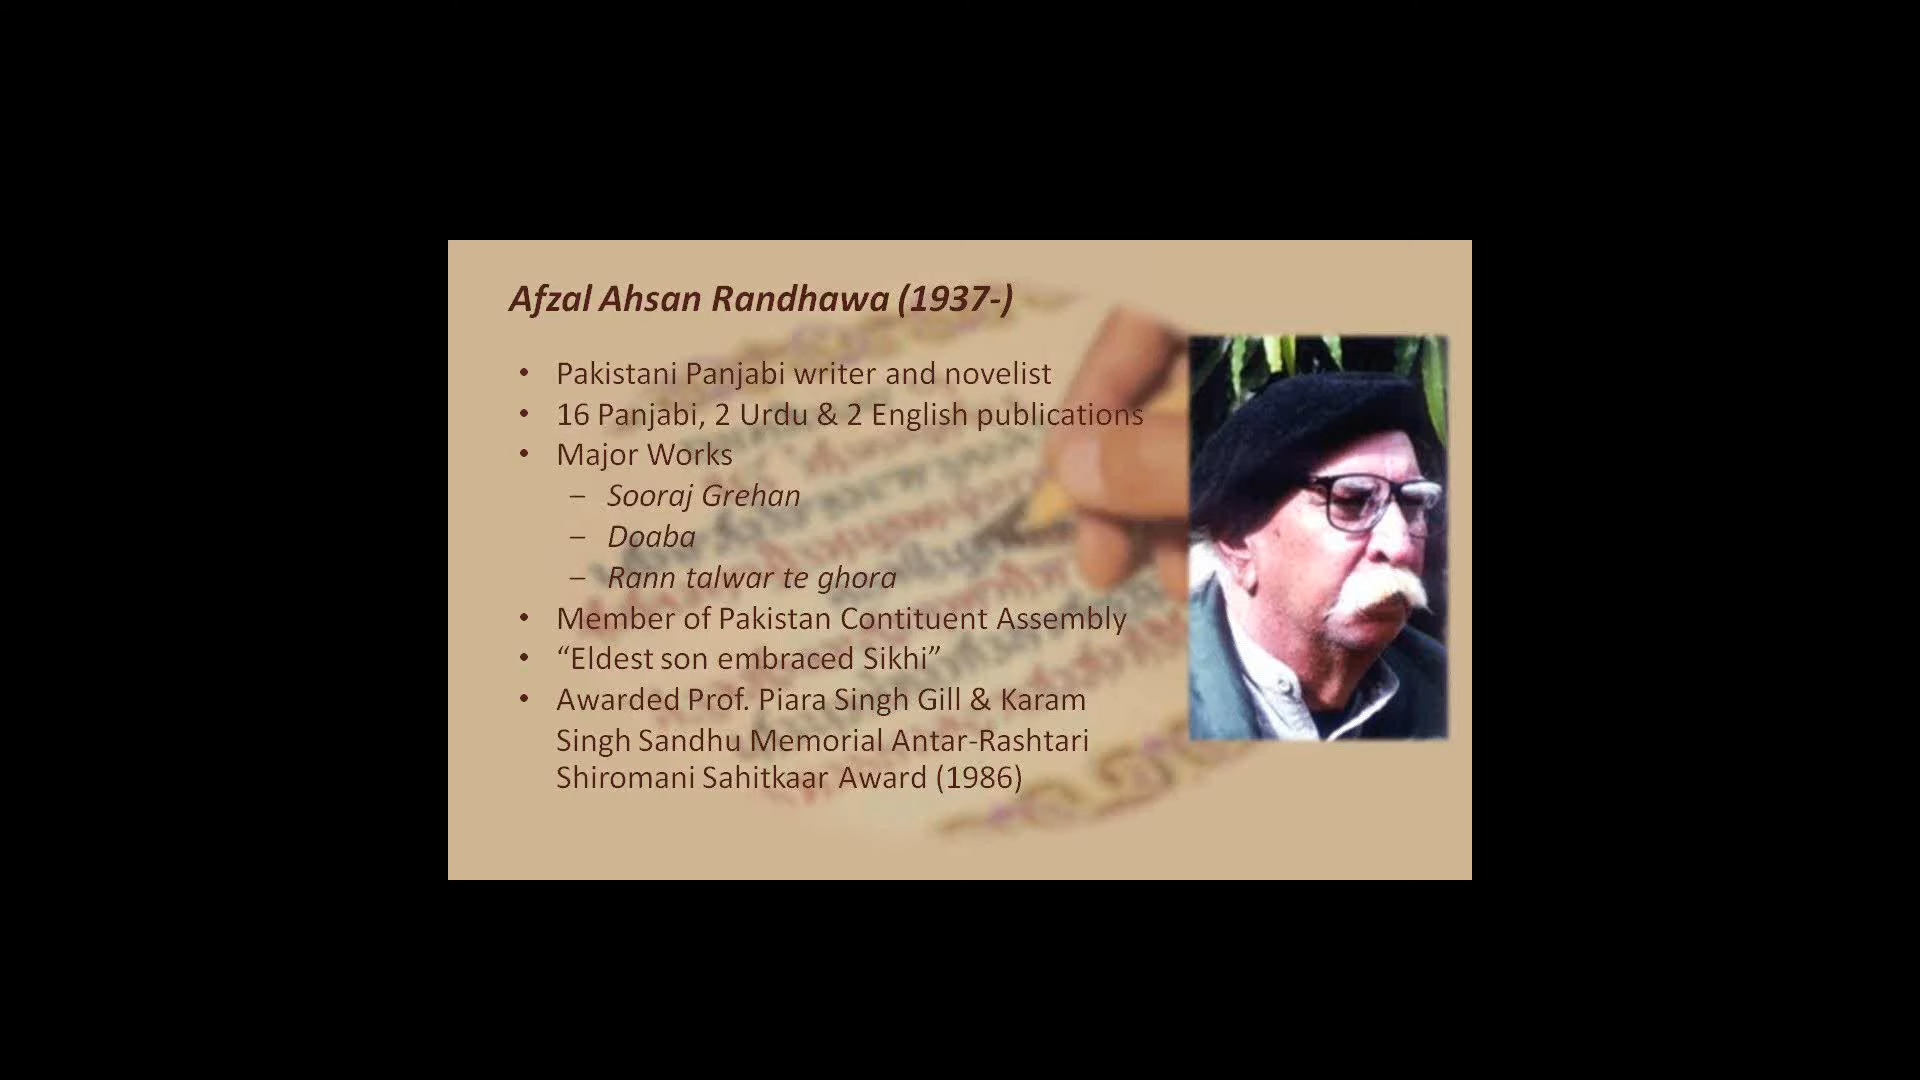 Afzal Ahsan Randhawa (1937-)
• Pakistani Panjabi writer and novelist
• 16 Panjabi, 2 Urdu & 2 English publications
• Major Works
– Sooraj Grehan
– Doaba
– Rann talwar te ghora
• Member of Pakistan Contituent Assembly
• “Eldest son embraced Sikhi”
• Awarded Prof. Piara Singh Gill & Karam
Singh Sandhu Memorial Antar-Rashtari
Shiromani Sahitkaar Award (1986)